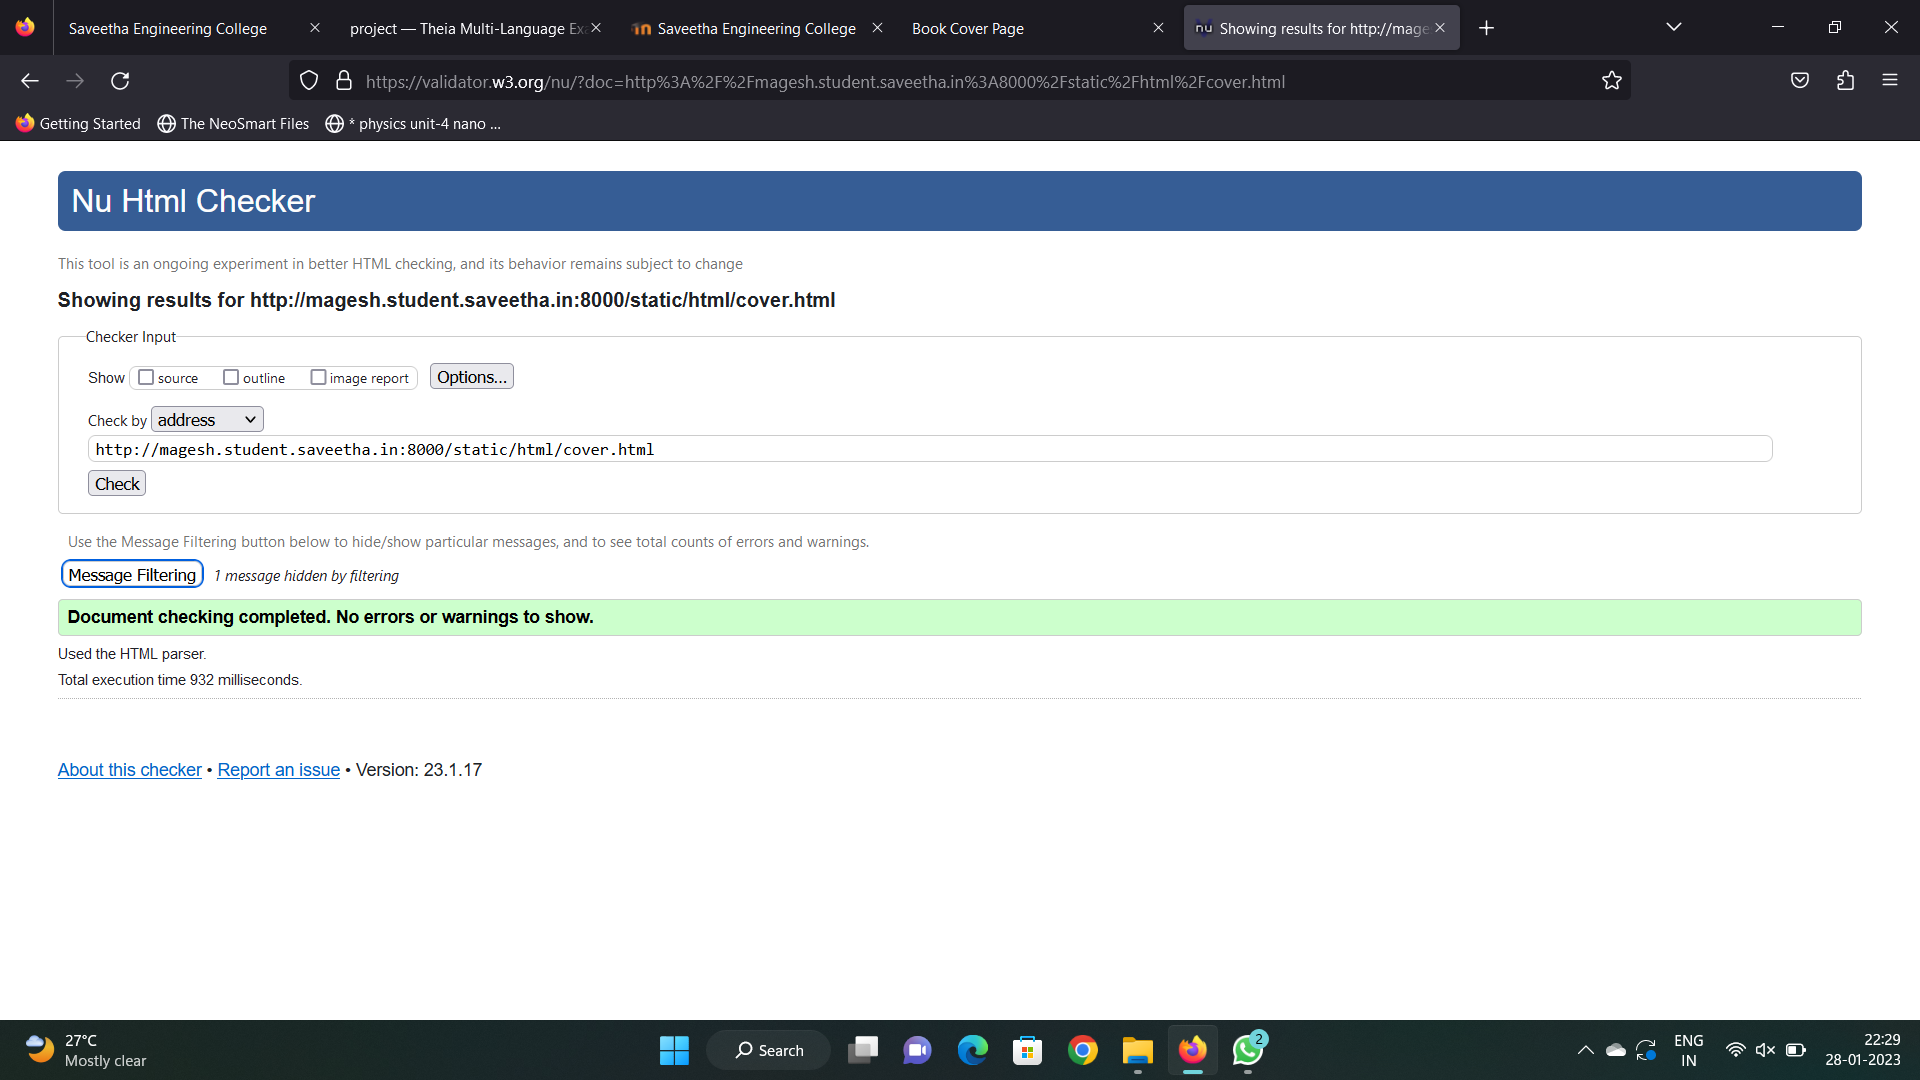 Saveetha Engineering College
project — Theia Multi-Language Ex
Saveetha Engineering College
Book Cover Page
nu Showing results for http://mage
https://validator.w3.org/nu/?doc=http%3A%2F%2Fmagesh.student.saveetha.in%3A8000%2Fstatic%2Fhtml%2Fcover.html
Getting Started
The NeoSmart Files
* physics unit-4 nano ...
Nu Html Checker
This tool is an ongoing experiment in better HTML checking, and its behavior remains subject to change
Showing results for http://magesh.student.saveetha.in:8000/static/html/cover.html
Checker Input
Show source outline image report Options...
Check by address
http://magesh.student.saveetha.in:8000/static/html/cover.html
Check
Use the Message Filtering button below to hide/show particular messages, and to see total counts of errors and warnings.
Message Filtering 1 message hidden by filtering
Document checking completed. No errors or warnings to show.
Used the HTML parser.
Total execution time 932 milliseconds.
About this checker • Report an issue • Version: 23.1.17
27°C
Mostly clear
Search
2
ENG
IN
22:29
28-01-2023